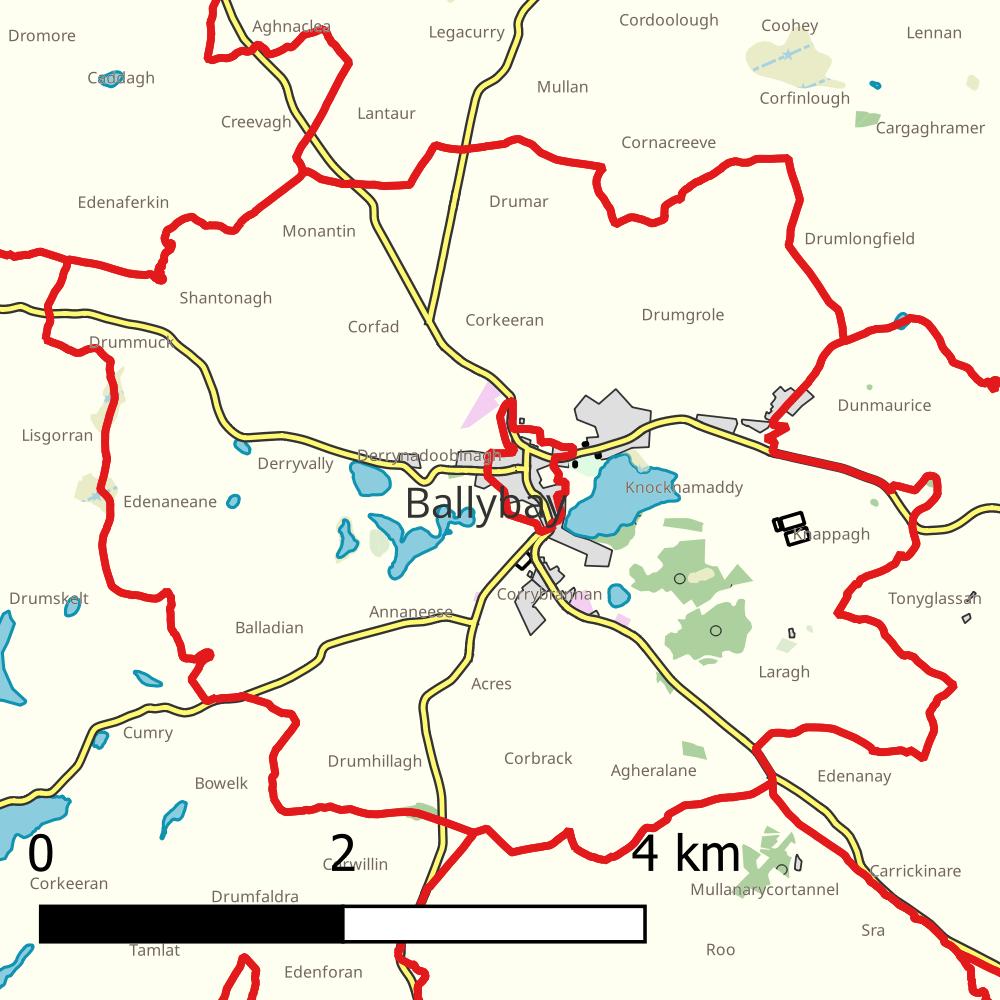 Dromore
Aghnaclea
Legacurry
Cordoolough
Coohey
Lennan
Caddagh
Mullan
Corfinlough
Creevagh
Lantaur
Cargaghramer
Cornacreeve
Edenaferkin
Drumar
Monantin
Drumlongfield
Shantonagh
Corfad
Corkeeran
Drumgrole
Drummuck
Dunmaurice
Lisgorran
Derryvally
Derrynadoobinagh
Edenaneane
Ballybay
Knocknamaddy
Knappagh
Drumskelt
Annaneese
Corrybrannan
Tonyglassan
Balladian
Acres
Laragh
Cumry
Drumhillagh
Corbrack
Agheralane
Edenanay
Bowelk
0 2 4 km
Corwillin
Corkeeran
Drumfaldra
Mullanarycortannel
Carrickinare
Tamlat
Edenforan
Roo
Sra